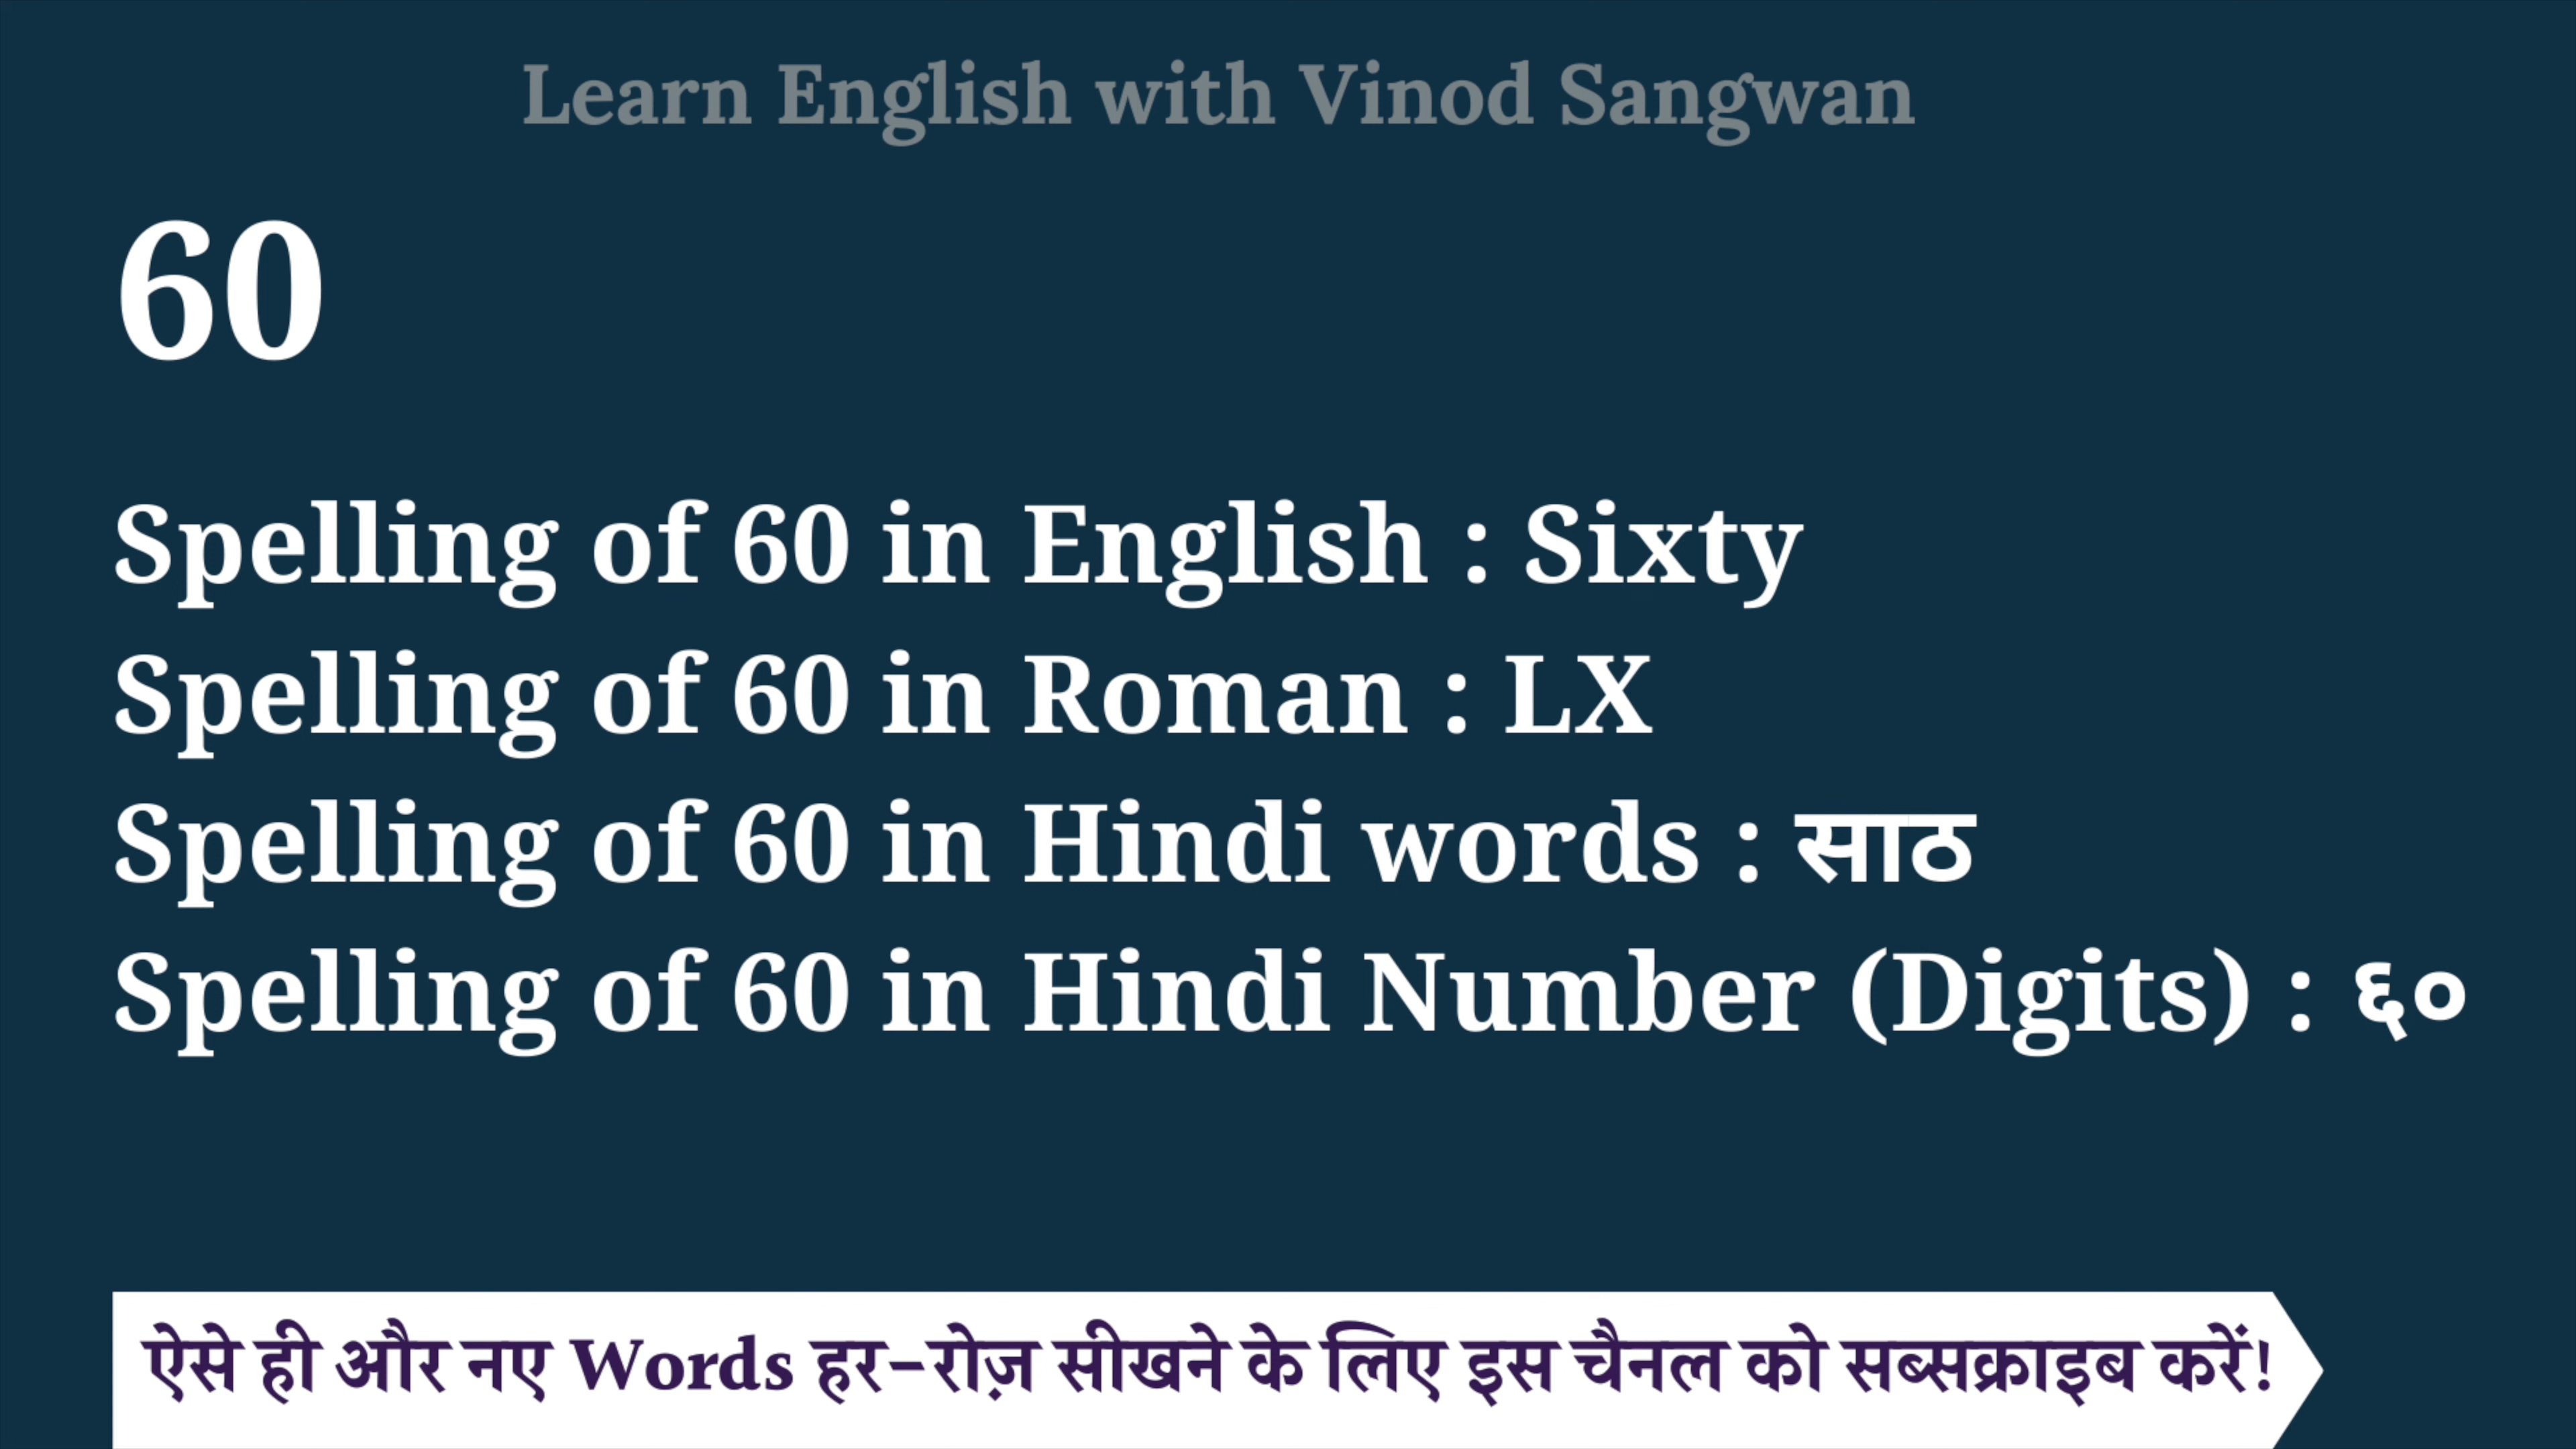 Learn English with Vinod Sangwan
60
Spelling of 60 in English : Sixty
Spelling of 60 in Roman : LX
Spelling of 60 in Hindi words : साठ
Spelling of 60 in Hindi Number (Digits) : ६०
ऐसे ही और नए Words हर-रोज़ सीखने के लिए इस चैनल को सब्सक्राइब करें!